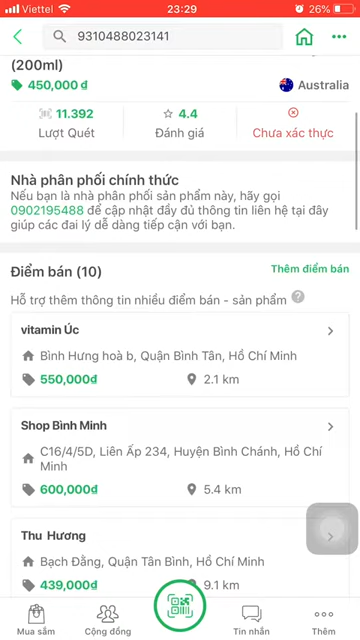 Viettel 23:29 26%
9310488023141
(200ml)
450,000 ₫ Australia
11.392 4.4
Lượt Quét Đánh giá Chưa xác thực
Nhà phân phối chính thức
Nếu bạn là nhà phân phối sản phẩm này, hãy gọi
0902195488 để cập nhật đầy đủ thông tin liên hệ tại đây
giúp các đai lý dễ dàng tiếp cận với bạn.
Điểm bán (10) Thêm điểm bán
Hỗ trợ thêm thông tin nhiều điểm bán - sản phẩm ?
vitamin Úc
Bình Hưng hoà b, Quận Bình Tân, Hồ Chí Minh
550,000₫ 2.1 km
Shop Bình Minh
C16/4/5D, Liên Ấp 234, Huyện Bình Chánh, Hồ Chí
Minh
600,000₫ 5.4 km
Thu Hương
Bạch Đằng, Quận Tân Bình, Hồ Chí Minh
439,000₫ 9.1 km
Mua sắm Cộng đồng Tin nhắn Thêm